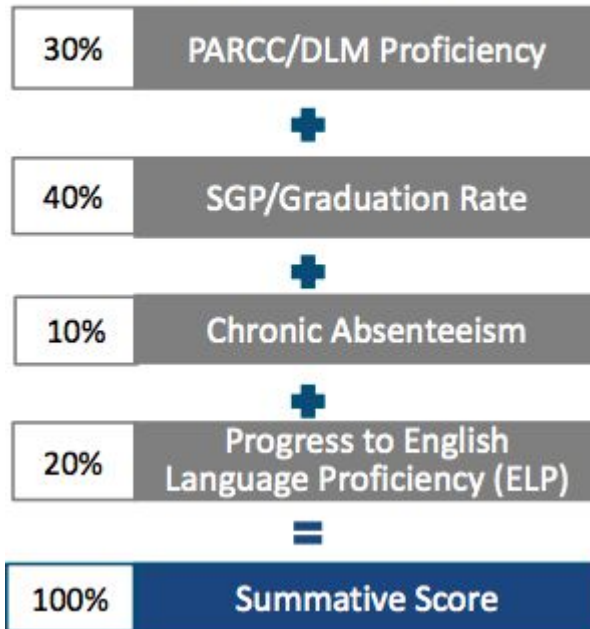 30% PARCC/DLM Proficiency
+
40% SGP/Graduation Rate
+
10% Chronic Absenteeism
+
20% Progress to English
Language Proficiency (ELP)
=
100% Summative Score